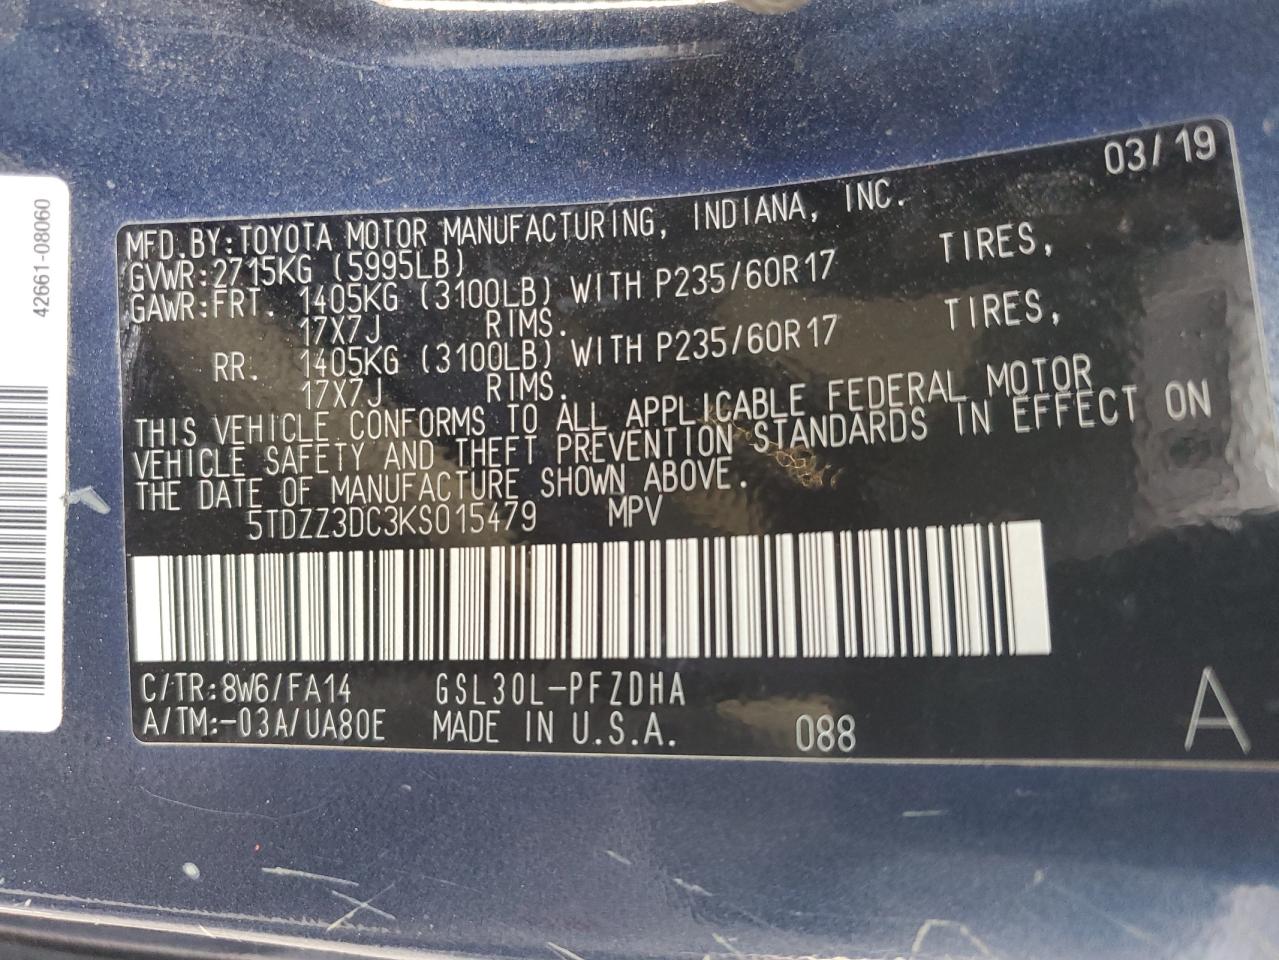 42661-08060
03/19
MFD.BY:TOYOTA MOTOR MANUFACTURING, INDIANA, INC.
GVWR:2715KG (5995LB)
GAWR:FRT. 1405KG (3100LB) WITH P235/60R17 TIRES,
17X7J RIMS.
RR. 1405KG (3100LB) WITH P235/60R17 TIRES,
17X7J RIMS.
THIS VEHICLE CONFORMS TO ALL APPLICABLE FEDERAL MOTOR
VEHICLE SAFETY AND THEFT PREVENTION STANDARDS IN EFFECT ON
THE DATE OF MANUFACTURE SHOWN ABOVE.
5TDZZ3DC3KS015479 MPV
C/TR:8W6/FA14 GSL30L-PFZDHA
A/TM:-03A/UA80E MADE IN U.S.A. 088
A